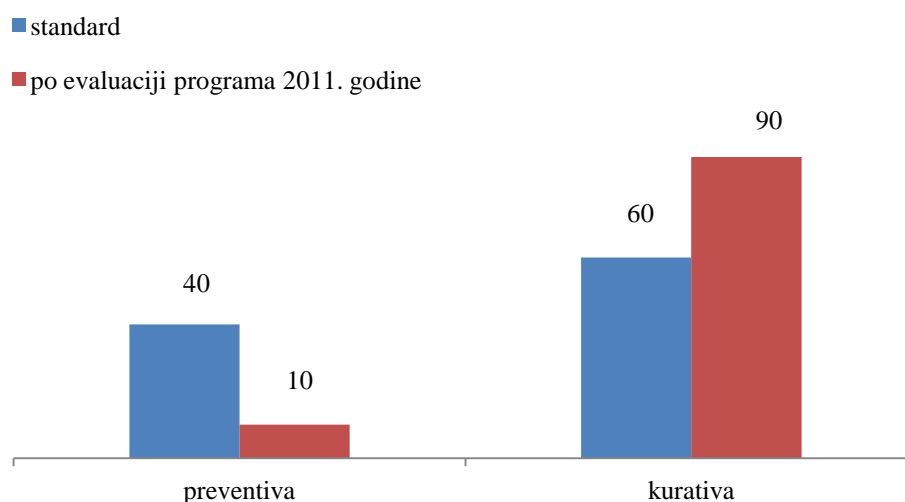 standard
po evaluaciji programa 2011. godine
90
60
40
10
preventiva
kurativa